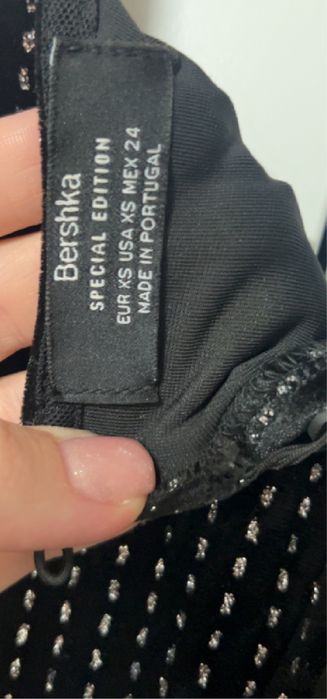 Bershka
SPECIAL EDITION
EUR XS USA XS MEX 24
MADE IN PORTUGAL